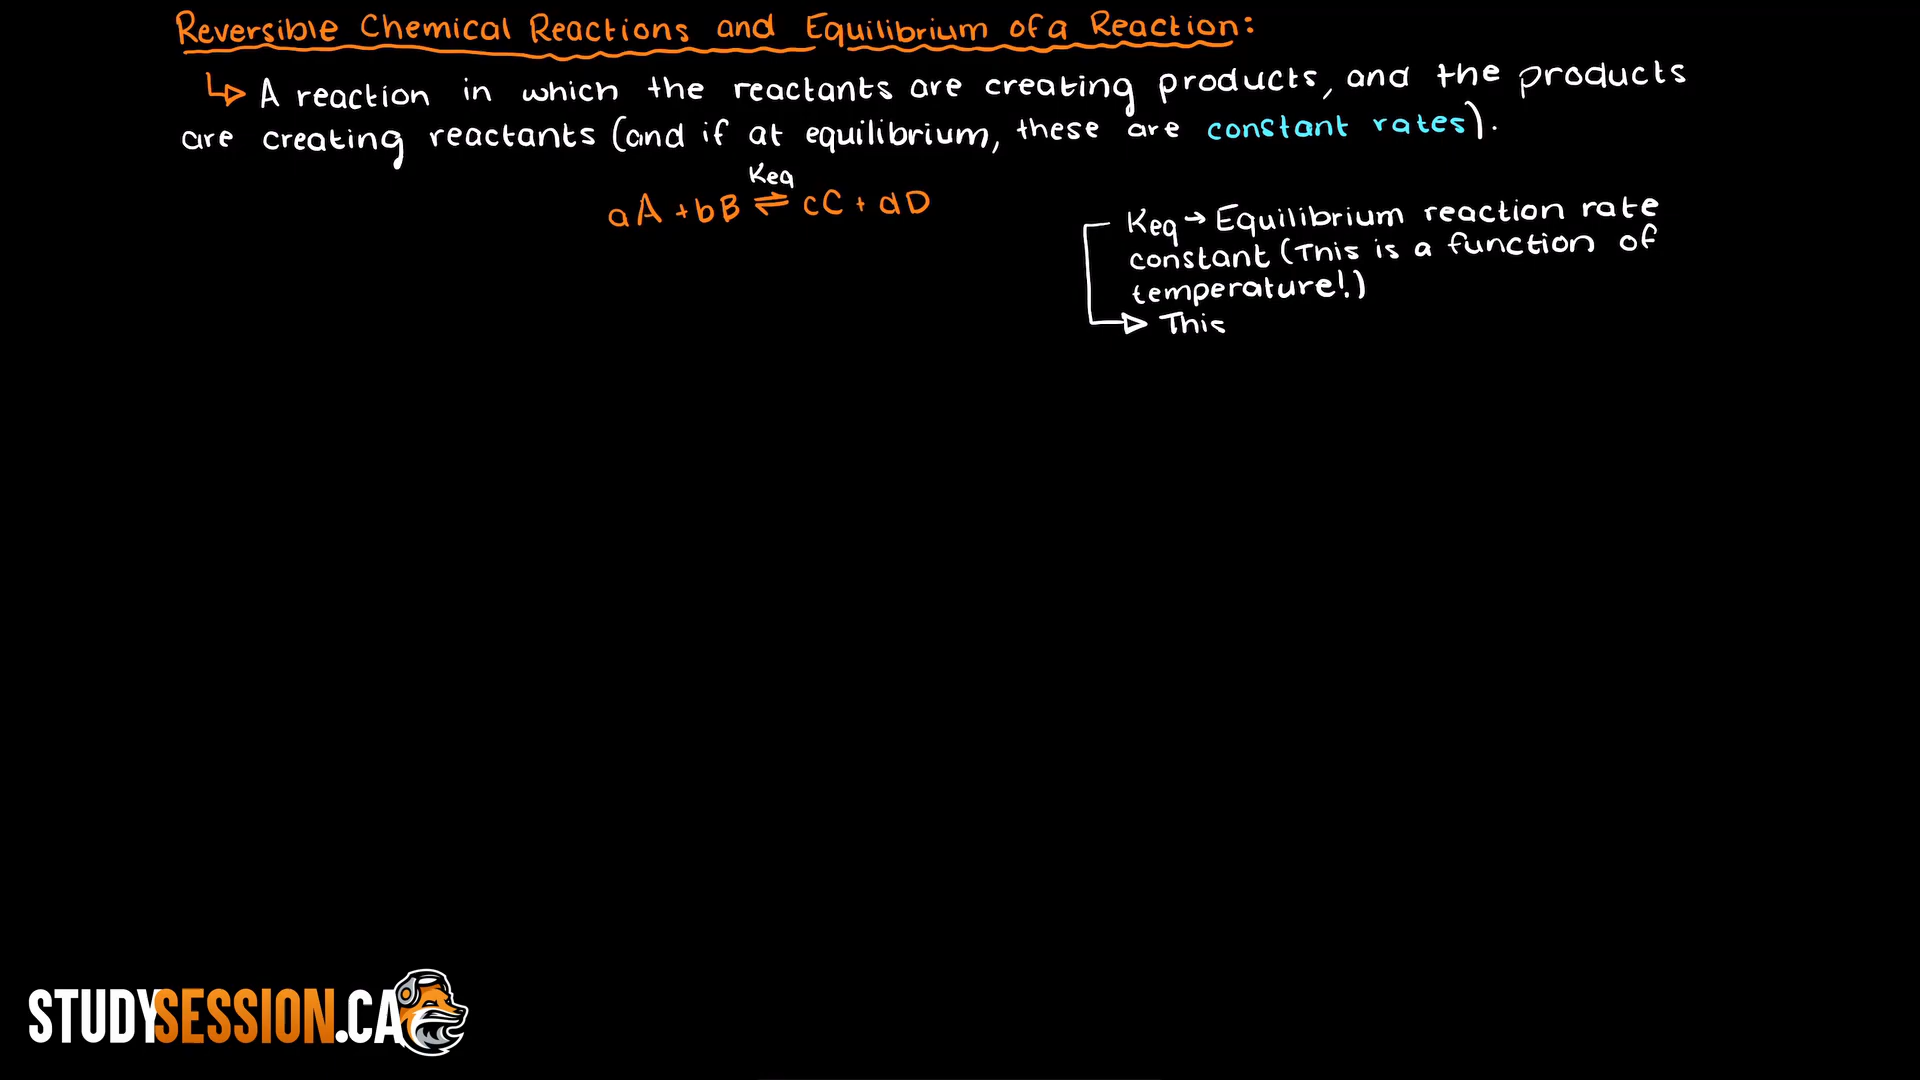 Reversible Chemical Reactions and Equilibrium of a Reaction:
A reaction in which the reactants are creating products, and the products
are creating reactants (and if at equilibrium, these are constant rates).
Keq
aA + bB ⇌ cC + dD
Keq → Equilibrium reaction rate
constant (This is a function of
temperature!.)
This
STUDYSESSION.CA